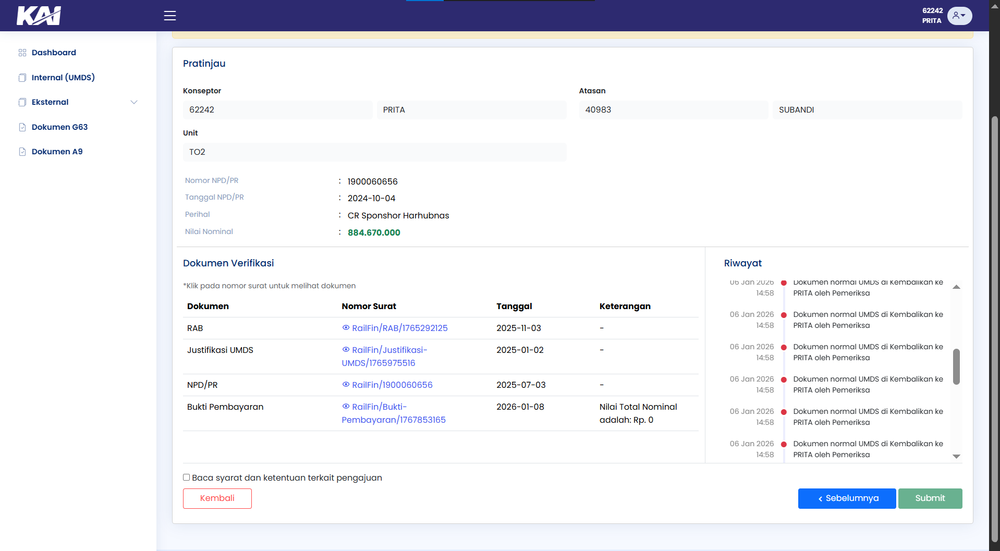 KAI
62242
PRITA
Dashboard
Internal (UMDS)
Eksternal
Dokumen G63
Dokumen A9
Pratinjau
Konseptor
Atasan
62242
PRITA
40983
SUBANDI
Unit
TO2
Nomor NPD/PR : 1900060656
Tanggal NPD/PR : 2024-10-04
Perihal : CR Sponshor Harhubnas
Nilai Nominal : 884.670.000
Dokumen Verifikasi
*Klik pada nomor surat untuk melihat dokumen
Dokumen Nomor Surat Tanggal Keterangan
RAB RailFin/RAB/1765292125 2025-11-03 -
Justifikasi UMDS RailFin/Justifikasi- 2025-01-02 -
UMDS/1765975516
NPD/PR RailFin/1900060656 2025-07-03 -
Bukti Pembayaran RailFin/Bukti- 2026-01-08 Nilai Total Nominal
Pembayaran/1767853165 adalah: Rp. 0
Riwayat
06 Jan 2026 Dokumen normal UMDS di Kembalikan ke
14:58 PRITA oleh Pemeriksa
06 Jan 2026 Dokumen normal UMDS di Kembalikan ke
14:58 PRITA oleh Pemeriksa
06 Jan 2026 Dokumen normal UMDS di Kembalikan ke
14:58 PRITA oleh Pemeriksa
06 Jan 2026 Dokumen normal UMDS di Kembalikan ke
14:58 PRITA oleh Pemeriksa
06 Jan 2026 Dokumen normal UMDS di Kembalikan ke
14:58 PRITA oleh Pemeriksa
06 Jan 2026 Dokumen normal UMDS di Kembalikan ke
14:58 PRITA oleh Pemeriksa
Baca syarat dan ketentuan terkait pengajuan
Kembali
‹ Sebelumnya
Submit